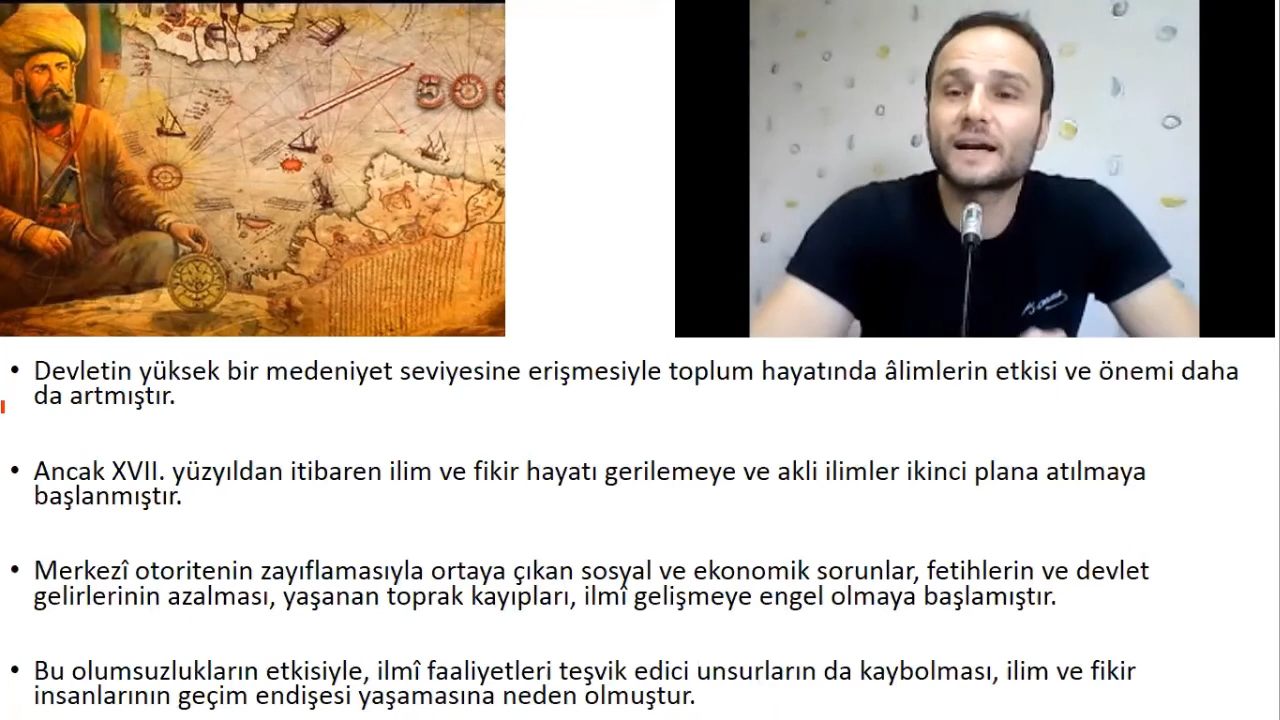 • Devletin yüksek bir medeniyet seviyesine erişmesiyle toplum hayatında âlimlerin etkisi ve önemi daha
da artmıştır.
• Ancak XVII. yüzyıldan itibaren ilim ve fikir hayatı gerilemeye ve akli ilimler ikinci plana atılmaya
başlanmıştır.
• Merkezî otoritenin zayıflamasıyla ortaya çıkan sosyal ve ekonomik sorunlar, fetihlerin ve devlet
gelirlerinin azalması, yaşanan toprak kayıpları, ilmî gelişmeye engel olmaya başlamıştır.
• Bu olumsuzlukların etkisiyle, ilmî faaliyetleri teşvik edici unsurların da kaybolması, ilim ve fikir
insanlarının geçim endişesi yaşamasına neden olmuştur.